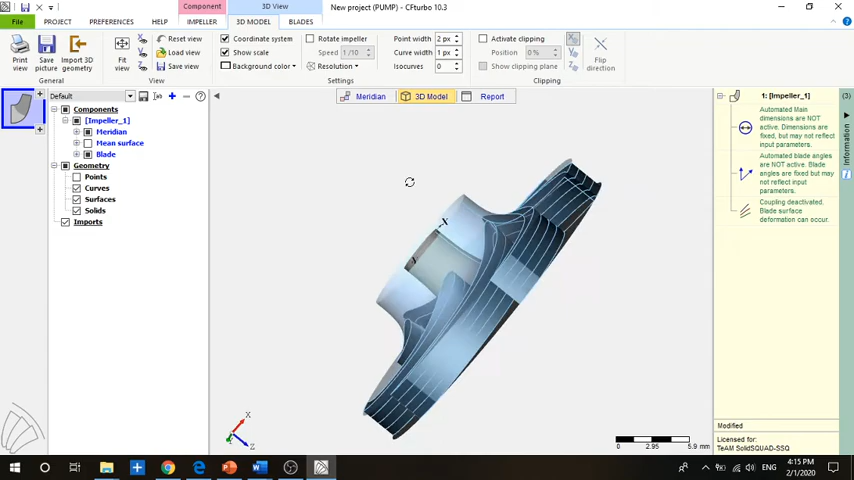 Component
3D View
New project (PUMP) - CFturbo 10.3
File
PROJECT
PREFERENCES
HELP
IMPELLER
3D MODEL
BLADES
Print view
Save picture
Import 3D geometry
General
Fit view
Reset view
Load view
Save view
View
Coordinate system
Show scale
Background color
Rotate impeller
Speed 1 /10
Resolution
Settings
Point width 2 px
Curve width 1 px
Isocurves 0
Activate clipping
Position 0 %
Show clipping plane
Flip direction
Clipping
Default
Components
[Impeller_1]
Meridian
Mean surface
Blade
Geometry
Points
Curves
Surfaces
Solids
Imports
Meridian
3D Model
Report
X
X
Z
0 2.95 5.9 mm
1: [Impeller_1]
Automated Main
dimensions are NOT
active. Dimensions are
fixed, but may not reflect
input parameters.
Automated blade angles
are NOT active. Blade
angles are fixed but may
not reflect input
parameters.
Coupling deactivated.
Blade surface
deformation can occur.
(3)
Information
Modified
Licensed for:
TeAM SolidSQUAD-SSQ
ENG
4:15 PM
2/1/2020